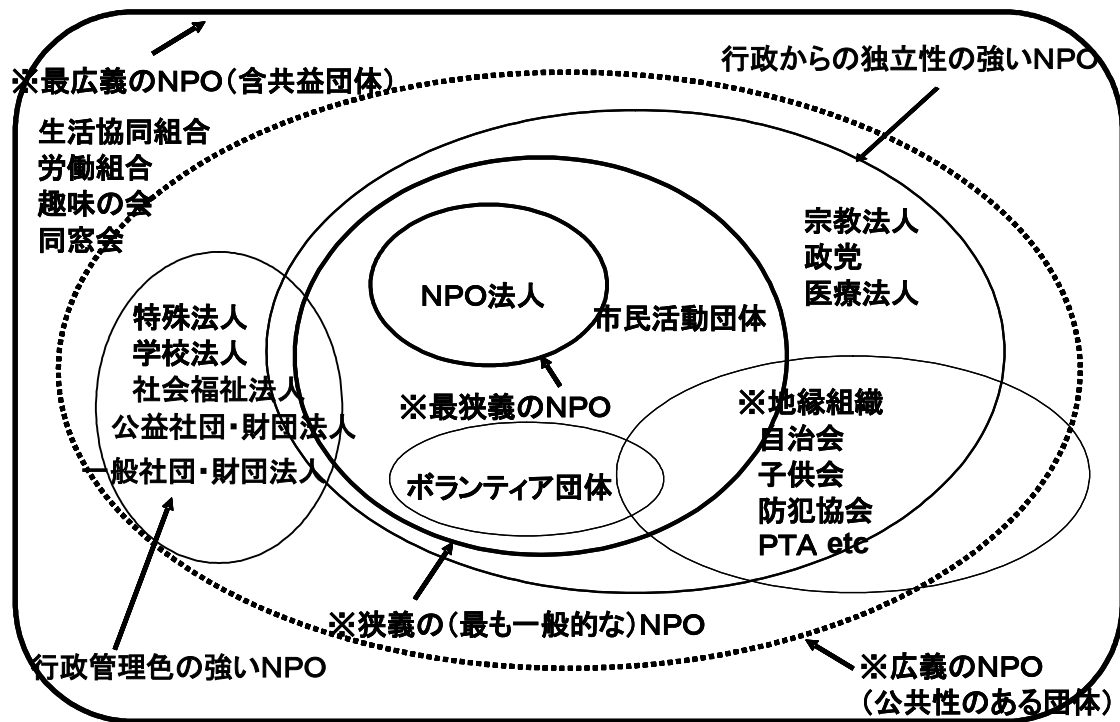 行政からの独立性の強いNPO
※最広義のNPO(含共益団体)
生活協同組合
労働組合
趣味の会
同窓会
宗教法人
政党
医療法人
NPO法人
市民活動団体
特殊法人
学校法人
社会福祉法人
公益社団・財団法人
一般社団・財団法人
※最狭義のNPO
※地縁組織
自治会
子供会
防犯協会
PTA etc
ボランティア団体
※狭義の(最も一般的な)NPO
行政管理色の強いNPO
※広義のNPO
(公共性のある団体)